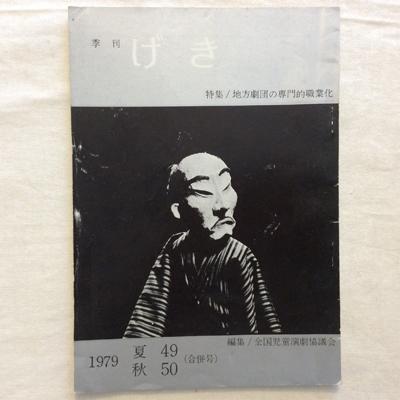 季刊 げき
特集/地方劇団の専門的職業化
1979 夏 49
秋 50 (合併号)
編集/全国児童演劇協議会